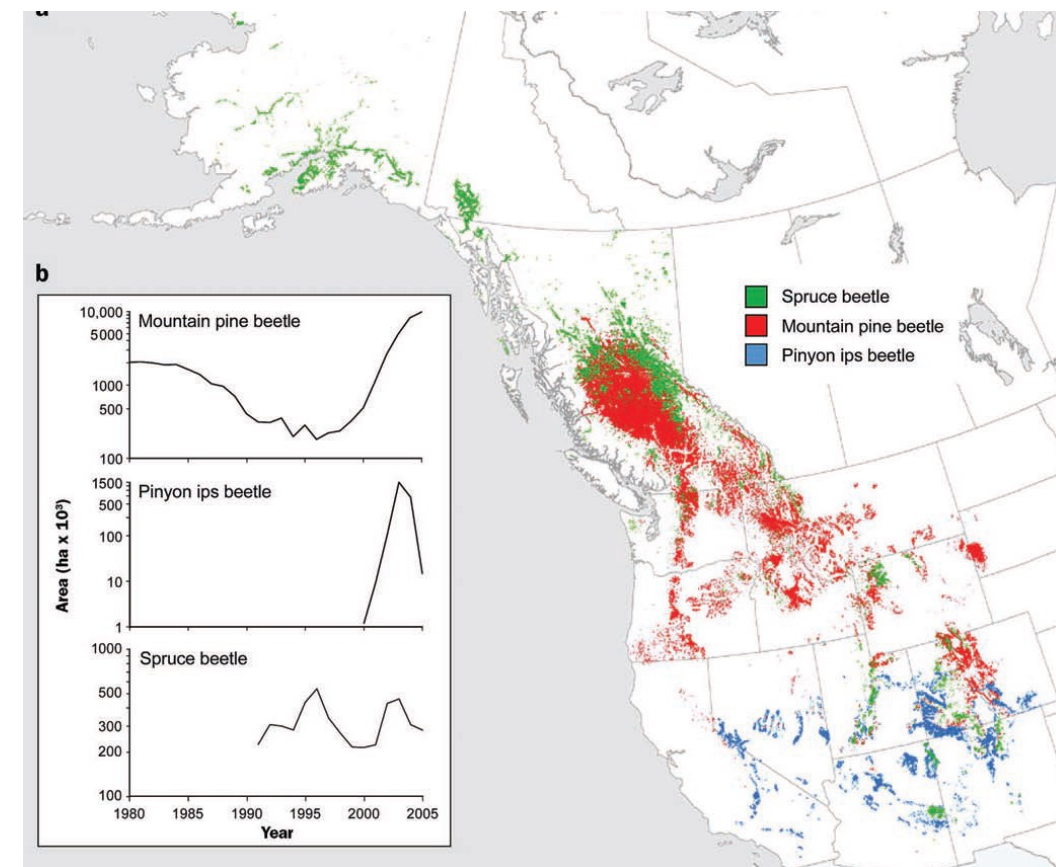 a
b
Spruce beetle
Mountain pine beetle
Pinyon ips beetle
Area (ha x 10³)
Mountain pine beetle
10,000
5000
1000
500
100
Pinyon ips beetle
1500
500
100
10
1
Spruce beetle
1000
500
300
200
100
1980 1985 1990 1995 2000 2005
Year